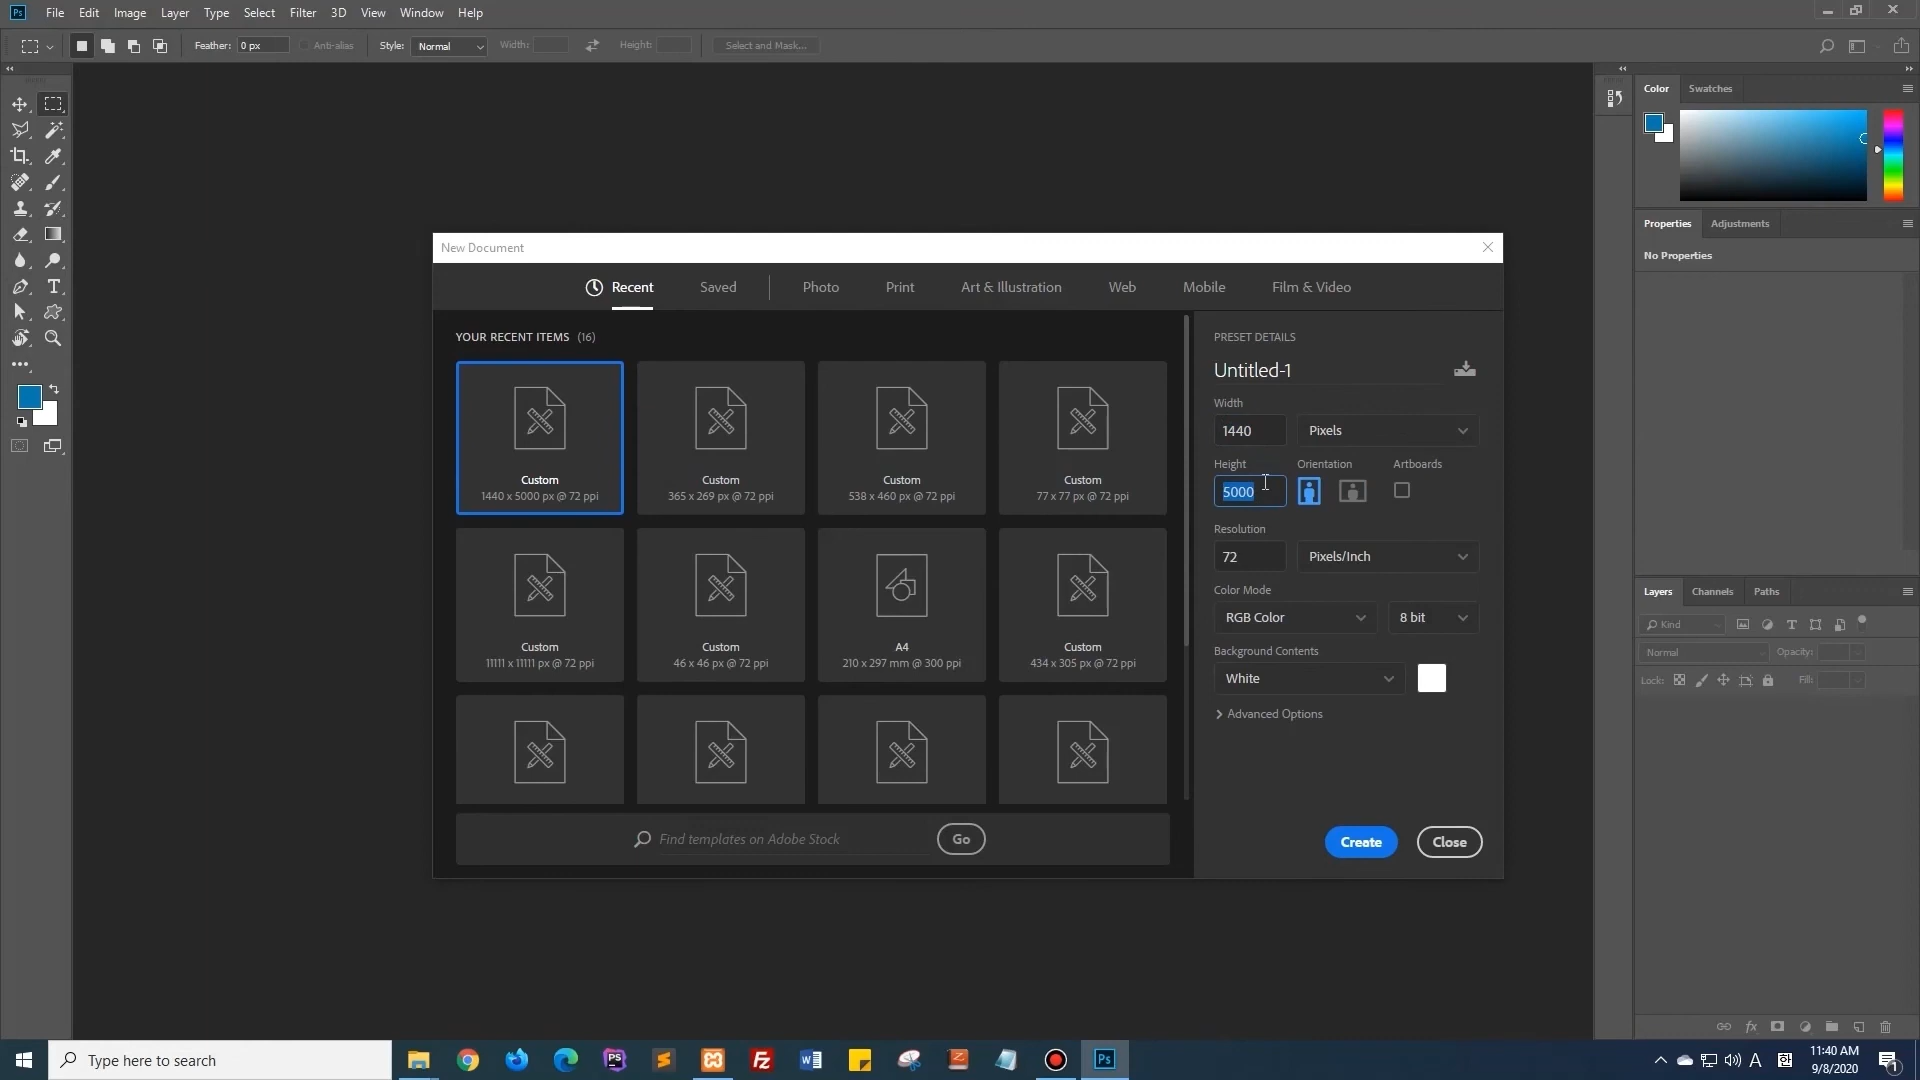 Ps File Edit Image Layer Type Select Filter 3D View Window Help
Feather: 0 px Anti-alias Style: Normal Width: Height: Select and Mask...
Color Swatches
Properties Adjustments
No Properties
Layers Channels Paths
Kind
Normal Opacity:
Lock: Fill:
New Document
Recent Saved Photo Print Art & Illustration Web Mobile Film & Video
YOUR RECENT ITEMS (16)
Custom Custom Custom Custom
1440 x 5000 px @ 72 ppi 365 x 269 px @ 72 ppi 538 x 460 px @ 72 ppi 77 x 77 px @ 72 ppi
Custom Custom A4 Custom
11111 x 11111 px @ 72 ppi 46 x 46 px @ 72 ppi 210 x 297 mm @ 300 ppi 434 x 305 px @ 72 ppi
Find templates on Adobe Stock Go
PRESET DETAILS
Untitled-1
Width
1440 Pixels
Height Orientation Artboards
5000
Resolution
72 Pixels/Inch
Color Mode
RGB Color 8 bit
Background Contents
White
Advanced Options
Create Close
Type here to search
PS Fz W Z Ps
A 한 11:40 AM
9/8/2020 1